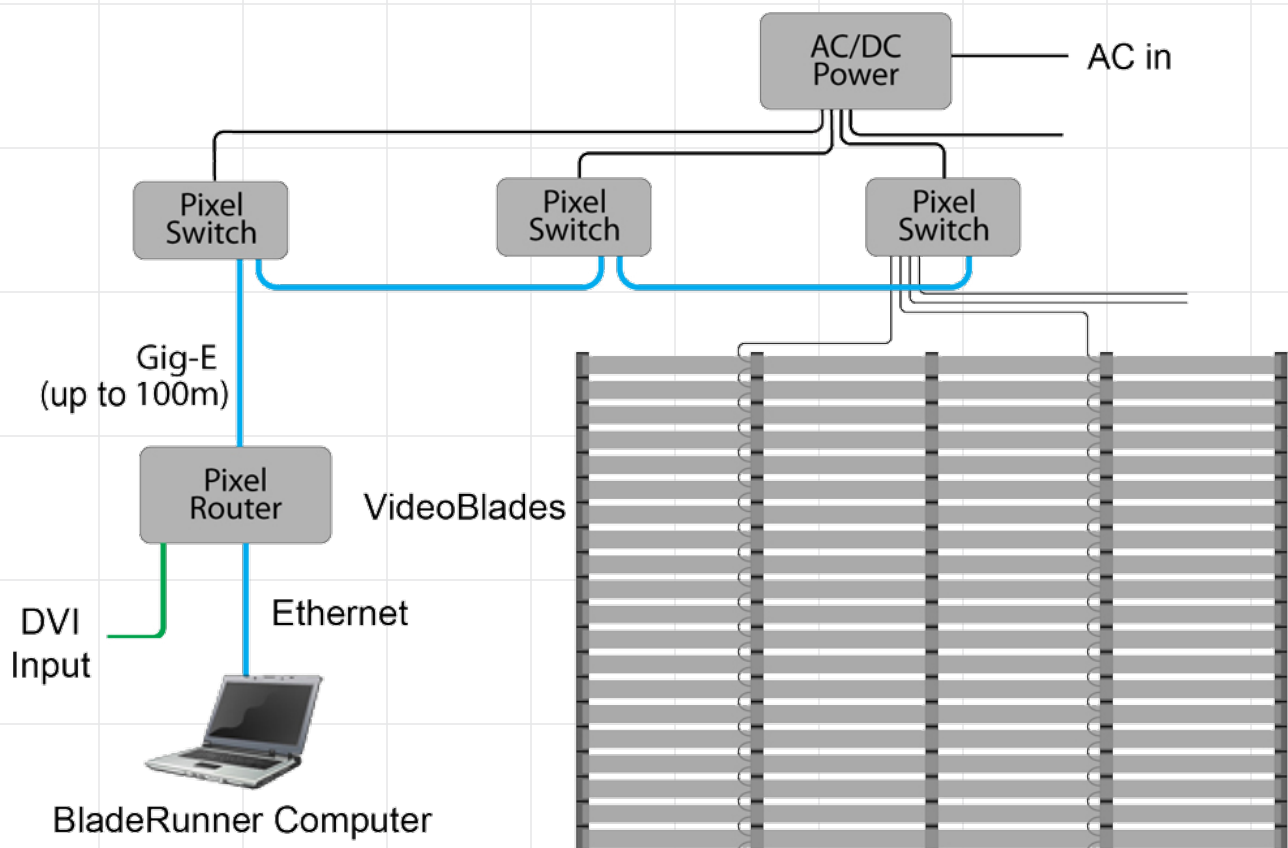 AC/DC
Power
AC in
Pixel
Switch
Pixel
Switch
Pixel
Switch
Gig-E
(up to 100m)
Pixel
Router
VideoBlades
DVI
Input
Ethernet
BladeRunner Computer